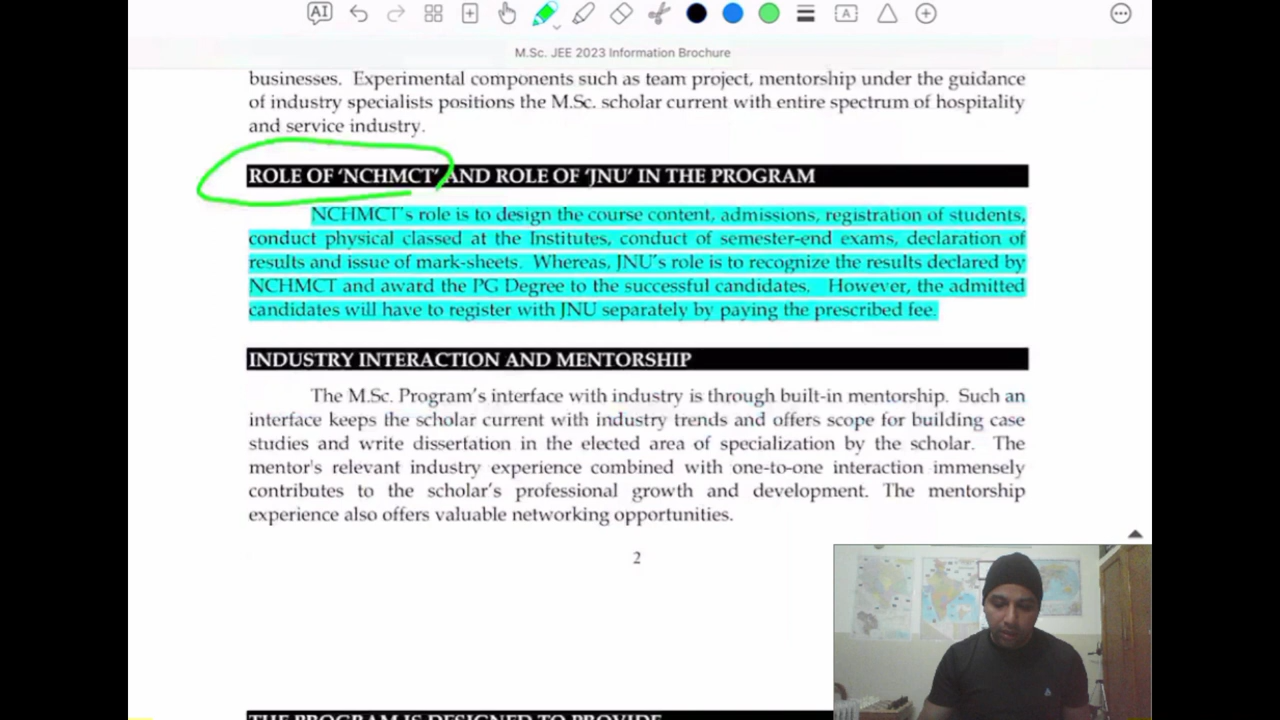 AI
A
M.Sc. JEE 2023 Information Brochure
businesses. Experimental components such as team project, mentorship under the guidance
of industry specialists positions the M.Sc. scholar current with entire spectrum of hospitality
and service industry.
ROLE OF ‘NCHMCT’ AND ROLE OF ‘JNU’ IN THE PROGRAM
NCHMCT's role is to design the course content, admissions, registration of students,
conduct physical classed at the Institutes, conduct of semester-end exams, declaration of
results and issue of mark-sheets. Whereas, JNU's role is to recognize the results declared by
NCHMCT and award the PG Degree to the successful candidates. However, the admitted
candidates will have to register with JNU separately by paying the prescribed fee.
INDUSTRY INTERACTION AND MENTORSHIP
The M.Sc. Program's interface with industry is through built-in mentorship. Such an
interface keeps the scholar current with industry trends and offers scope for building case
studies and write dissertation in the elected area of specialization by the scholar. The
mentor's relevant industry experience combined with one-to-one interaction immensely
contributes to the scholar's professional growth and development. The mentorship
experience also offers valuable networking opportunities.
2
THE PROGRAM IS DESIGNED TO PROVIDE